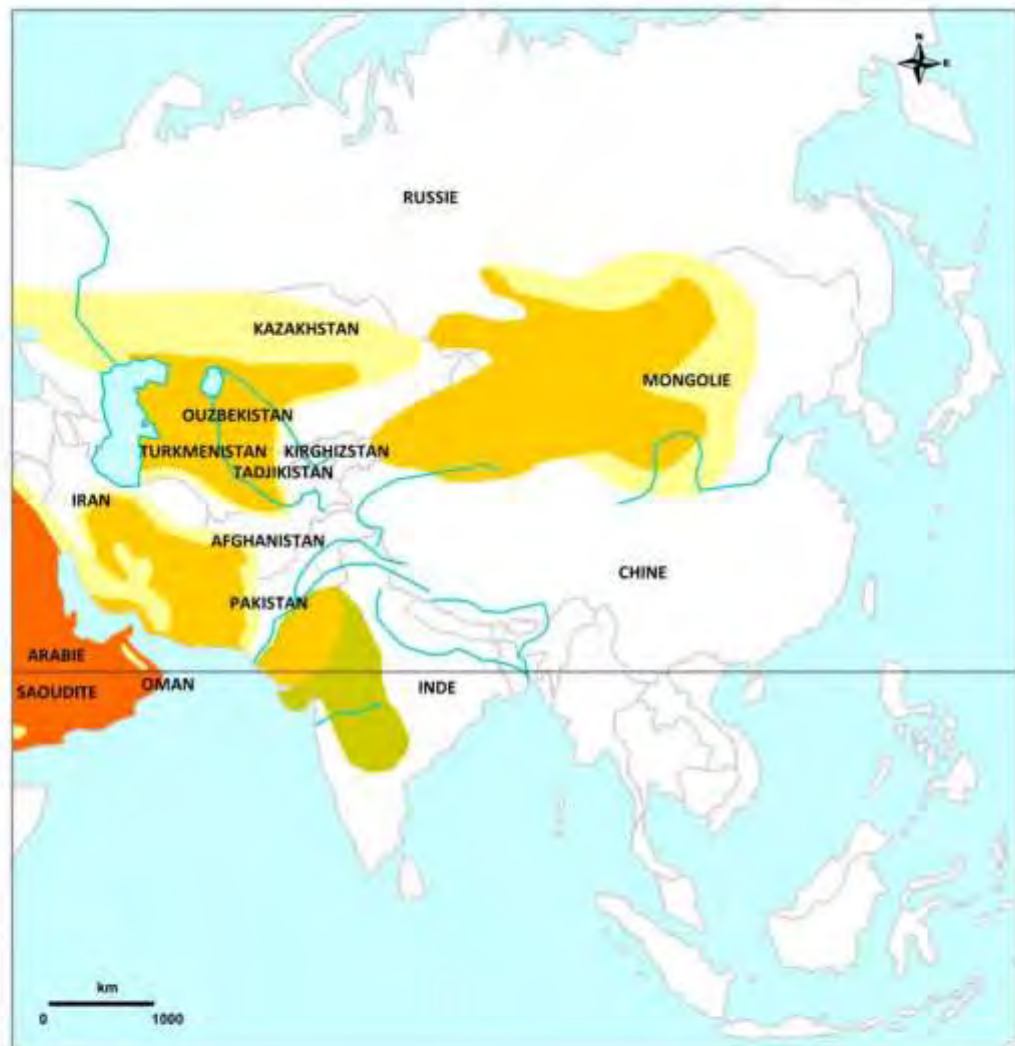 N
E
RUSSIE
KAZAKHSTAN
MONGOLIE
OUZBEKISTAN
TURKMENISTAN
KIRGHIZSTAN
TADJIKISTAN
IRAN
AFGHANISTAN
CHINE
PAKISTAN
ARABIE
SAOUDITE
OMAN
INDE
km
0 1000